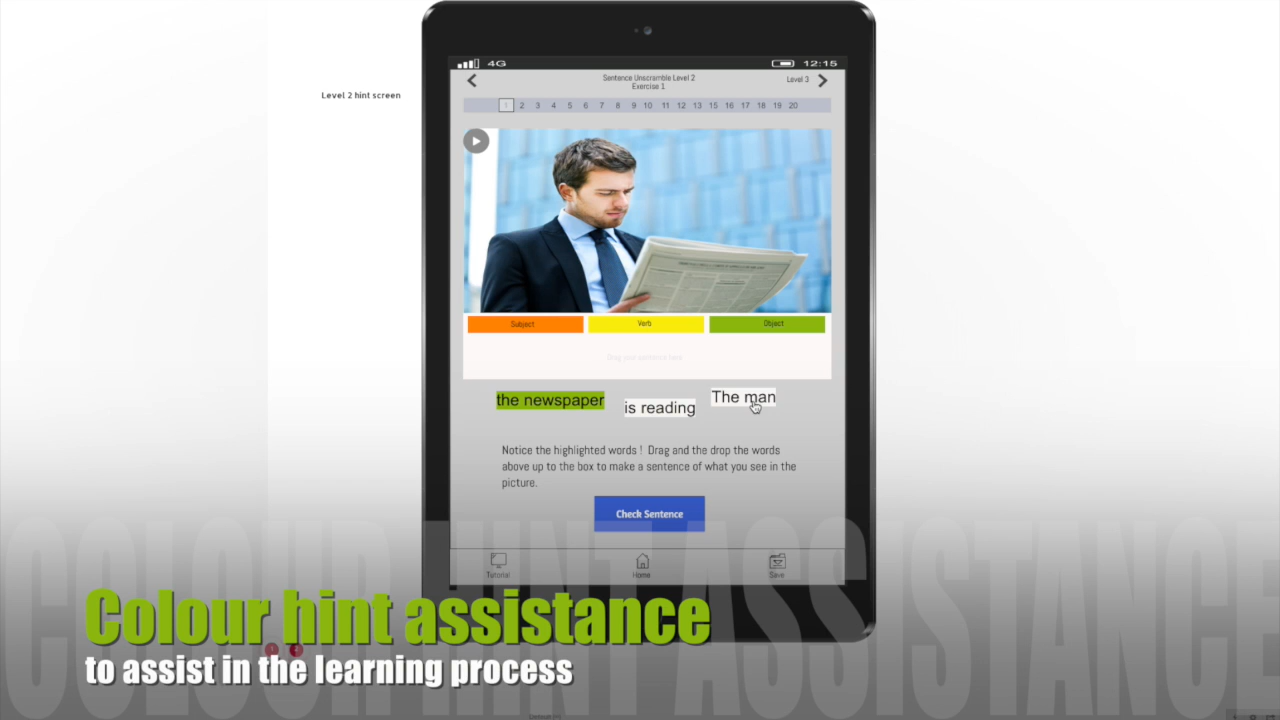 4G
12:15
Sentence Unscramble Level 2
Exercise 1
Level 3
Level 2 hint screen
1 2 3 4 5 6 7 8 9 10 11 12 13 15 16 17 18 19 20
Subject
Verb
Object
Drag your sentence here
the newspaper
is reading
The man
Notice the highlighted words ! Drag and the drop the words
above up to the box to make a sentence of what you see in the
picture.
Check Sentence
Tutorial
Home
Save
COLOUR HINT ASSISTANCE
Colour hint assistance
to assist in the learning process